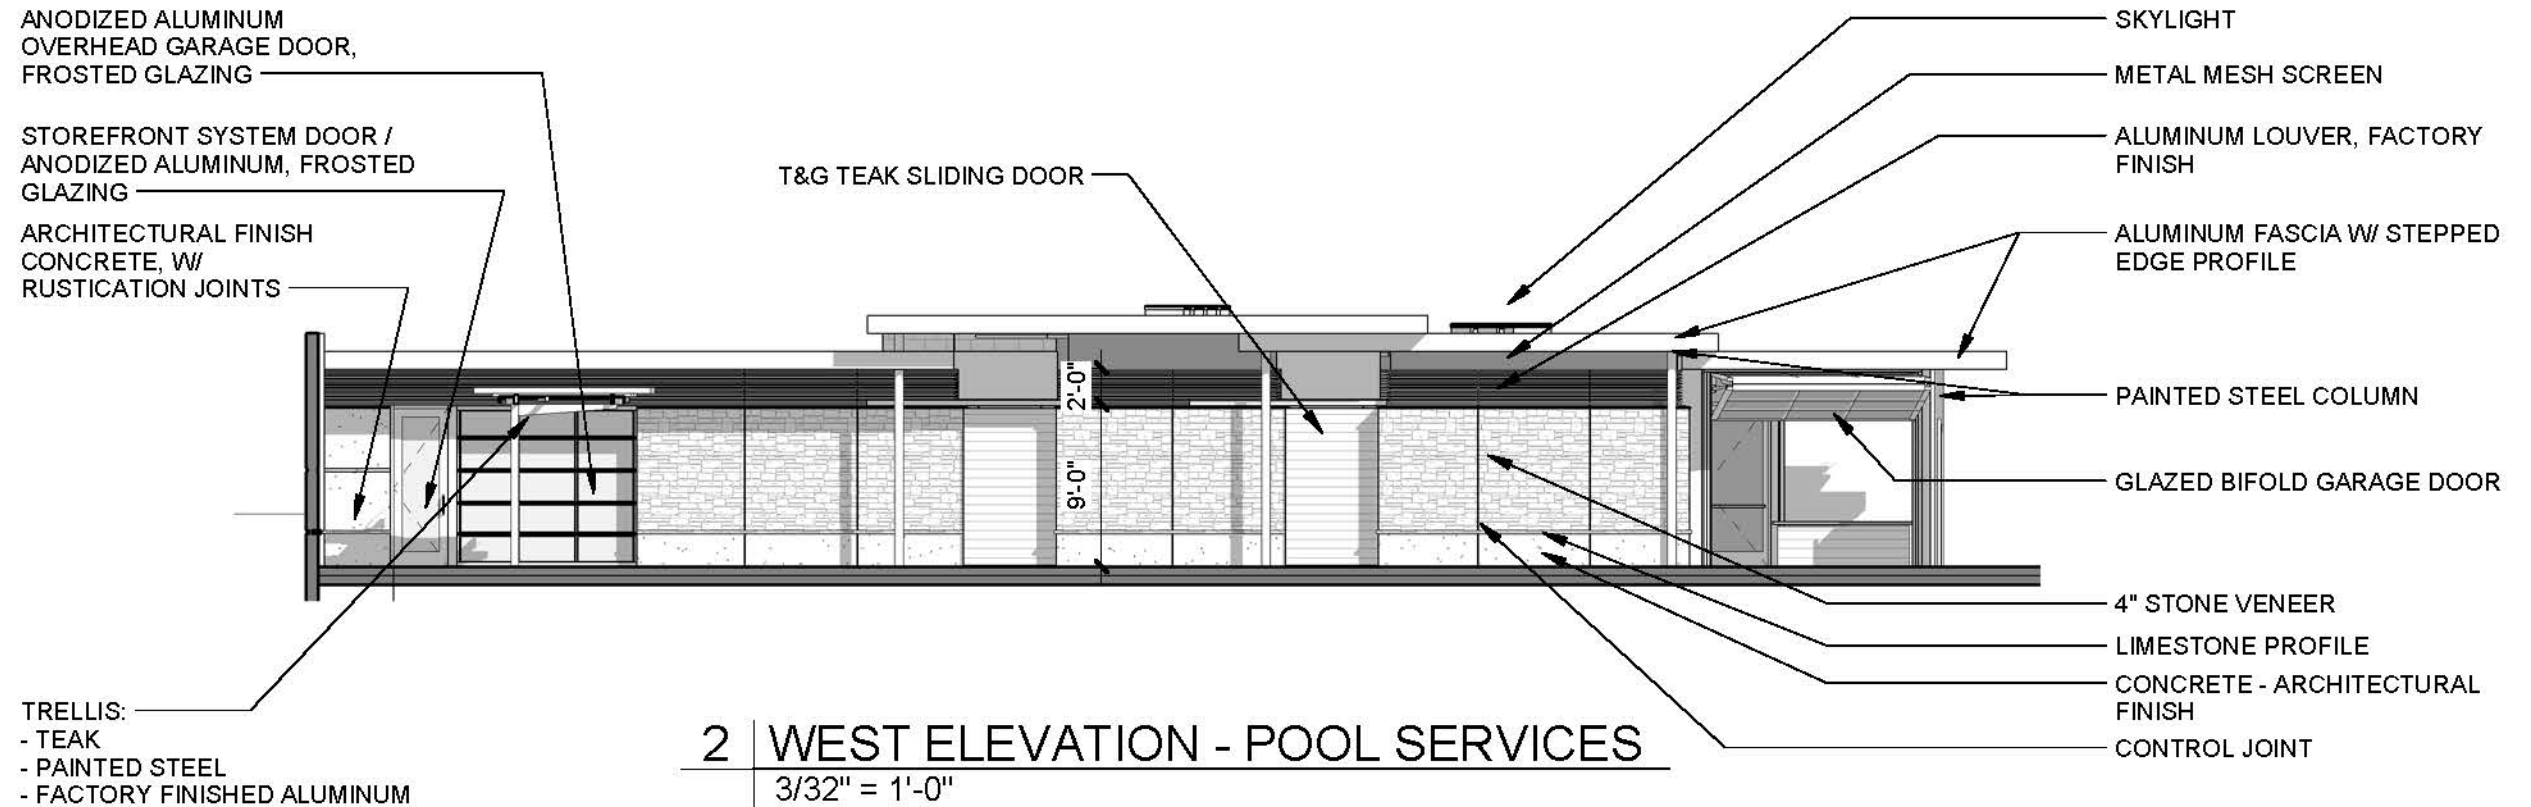 ANODIZED ALUMINUM
OVERHEAD GARAGE DOOR,
FROSTED GLAZING
STOREFRONT SYSTEM DOOR /
ANODIZED ALUMINUM, FROSTED
GLAZING
ARCHITECTURAL FINISH
CONCRETE, W/
RUSTICATION JOINTS
TRELLIS:
- TEAK
- PAINTED STEEL
- FACTORY FINISHED ALUMINUM
T&G TEAK SLIDING DOOR
2'-0"
9'-0"
SKYLIGHT
METAL MESH SCREEN
ALUMINUM LOUVER, FACTORY
FINISH
ALUMINUM FASCIA W/ STEPPED
EDGE PROFILE
PAINTED STEEL COLUMN
GLAZED BIFOLD GARAGE DOOR
4" STONE VENEER
LIMESTONE PROFILE
CONCRETE - ARCHITECTURAL
FINISH
CONTROL JOINT
2 WEST ELEVATION - POOL SERVICES
3/32" = 1'-0"